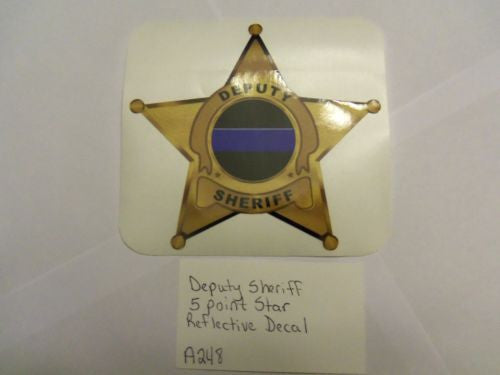 DEPUTY
SHERIFF
Deputy Sheriff
5 point Star
Reflective Decal
A248